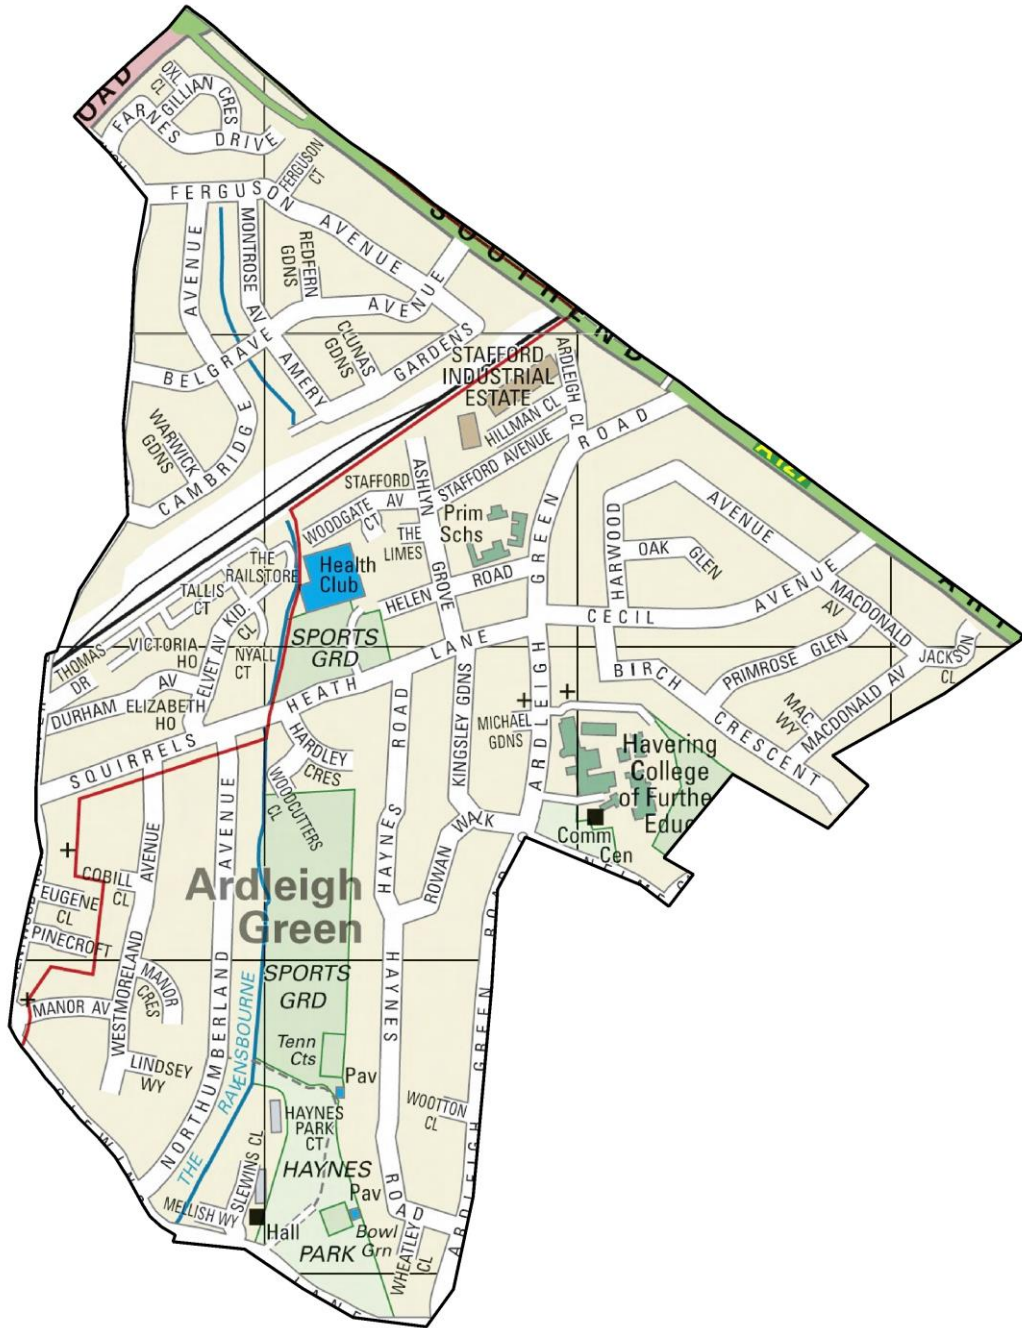 OAD
OXL
CL
GILLIAN CRES
FARNES DRIVE
FERGUSON
CT
FERGUSON AVENUE
MONTROSE AV
REDFERN
GDNS
SOUTHEND
AVENUE
BELGRAVE AVENUE
CLUNAS
GDNS
AMERY GARDENS
WARWICK
GDNS
CAMBRIDGE
STAFFORD
INDUSTRIAL
ESTATE
ARDLEIGH CL
HILLMAN CL
STAFFORD AVENUE
ROAD
A127
STAFFORD
AV
ASHLYN GROVE
WOODGATE
CT
THE
LIMES
Prim
Schs
THE
RAILSTORE
Health
Club
TALLIS
CT
KID.
CL
HELEN ROAD
ARDLEIGH GREEN
HARWOOD AVENUE
OAK GLEN
CECIL AVENUE
MACDONALD
AV
JACKSON
CL
VICTORIA
HO
NYALL
CT
ELVET AV
THOMAS
DR
DURHAM AV
ELIZABETH
HO
SPORTS
GRD
SQUIRRELS HEATH LANE
KINGSLEY GDNS
MICHAEL
GDNS
BIRCH CRESCENT
PRIMROSE GLEN
MAC.
WY
MACDONALD AV
HARDLEY
CRES
WOODCUTTERS
CL
Havering
College
of Furthe
Educ
Comm
Cen
ROWAN WALK
HAYNES ROAD
COBILL
CL
EUGENE
CL
PINECROFT
WESTMORELAND AVENUE
NORTHUMBERLAND AVENUE
Ardleigh
Green
MANOR AV
MANOR
CRES
LINDSEY
WY
SPORTS
GRD
Tenn
Cts
Pav
THE RAVENSBOURNE
HAYNES
PARK
CT
HAYNES
PARK
Pav
Bowl
Grn
Hall
MELLISH WY
SLEWINS CL
HAYNES ROAD
WHEATLEY
CL
WOOTTON
CL
ARDLEIGH GREEN ROAD